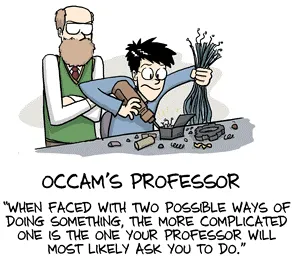 OCCAM'S PROFESSOR
"WHEN FACED WITH TWO POSSIBLE WAYS OF
DOING SOMETHING, THE MORE COMPLICATED
ONE IS THE ONE YOUR PROFESSOR WILL
MOST LIKELY ASK YOU TO DO."